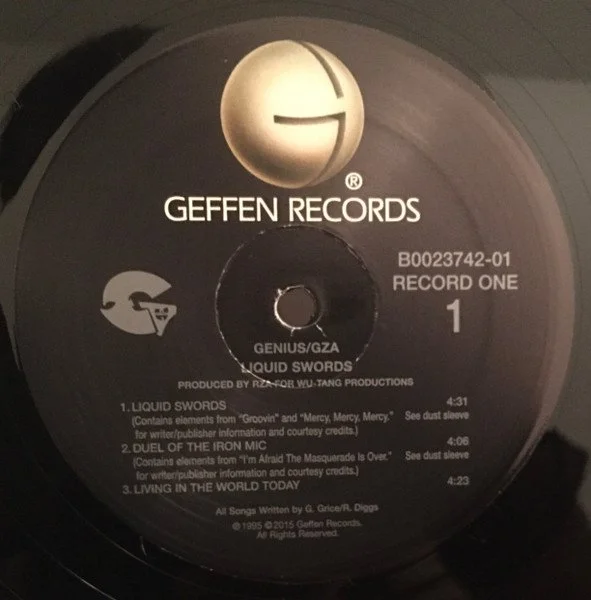 ®
GEFFEN RECORDS
B0023742-01
RECORD ONE
1
GENIUS/GZA
LIQUID SWORDS
PRODUCED BY RZA FOR WU-TANG PRODUCTIONS
1. LIQUID SWORDS 4:31
(Contains elements from "Groovin" and "Mercy, Mercy, Mercy." See dust sleeve
for writer/publisher information and courtesy credits.)
2. DUEL OF THE IRON MIC 4:06
(Contains elements from "I'm Afraid The Masquerade Is Over." See dust sleeve
for writer/publisher information and courtesy credits.)
3. LIVING IN THE WORLD TODAY 4:23
All Songs Written by G. Grice/R. Diggs
℗1995 ©2015 Geffen Records.
All Rights Reserved.